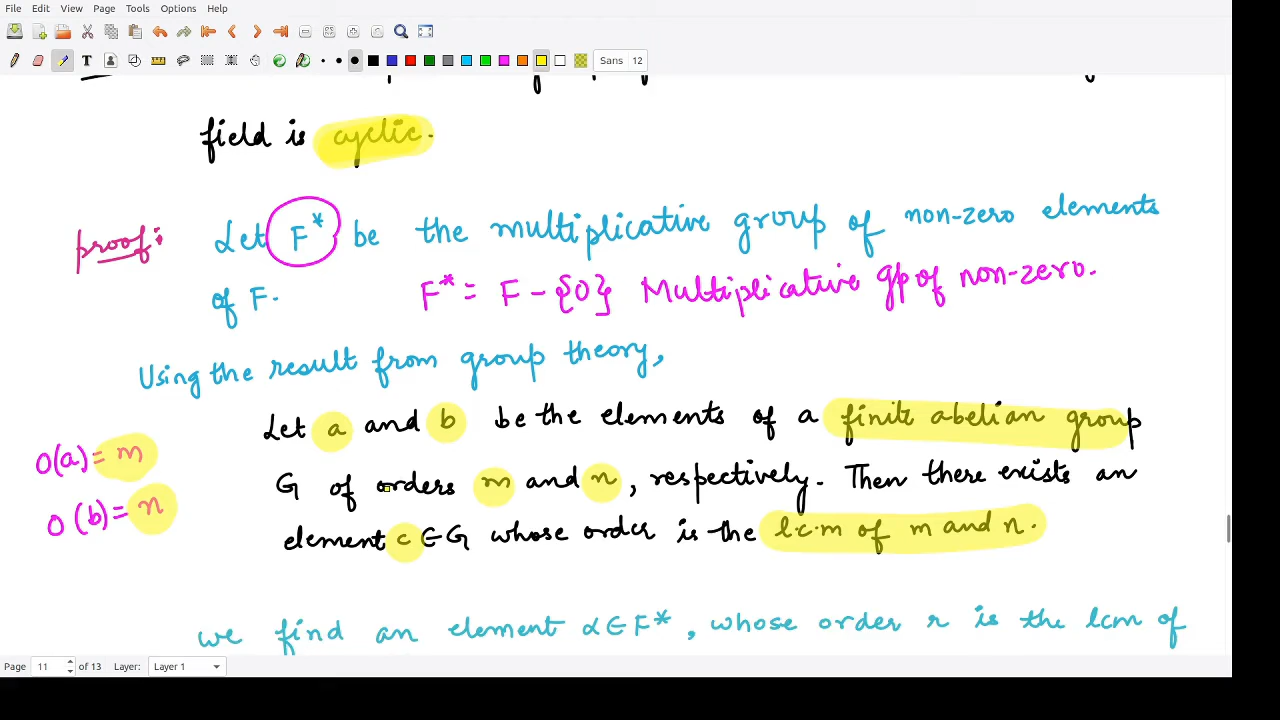 File Edit View Page Tools Options Help
Sans 12
field is cyclic.
proof: Let F* be the multiplicative group of non-zero elements
of F. F* = F - {0} Multiplicative gp of non-zero.
Using the result from group theory,
Let a and b be the elements of a finite abelian group
O(a) = m
G of orders m and n, respectively. Then there exists an
O(b) = n
element c ∈ G whose order is the l.c.m of m and n.
we find an element α ∈ F*, whose order r is the lcm of
Page 11 of 13 Layer: Layer 1